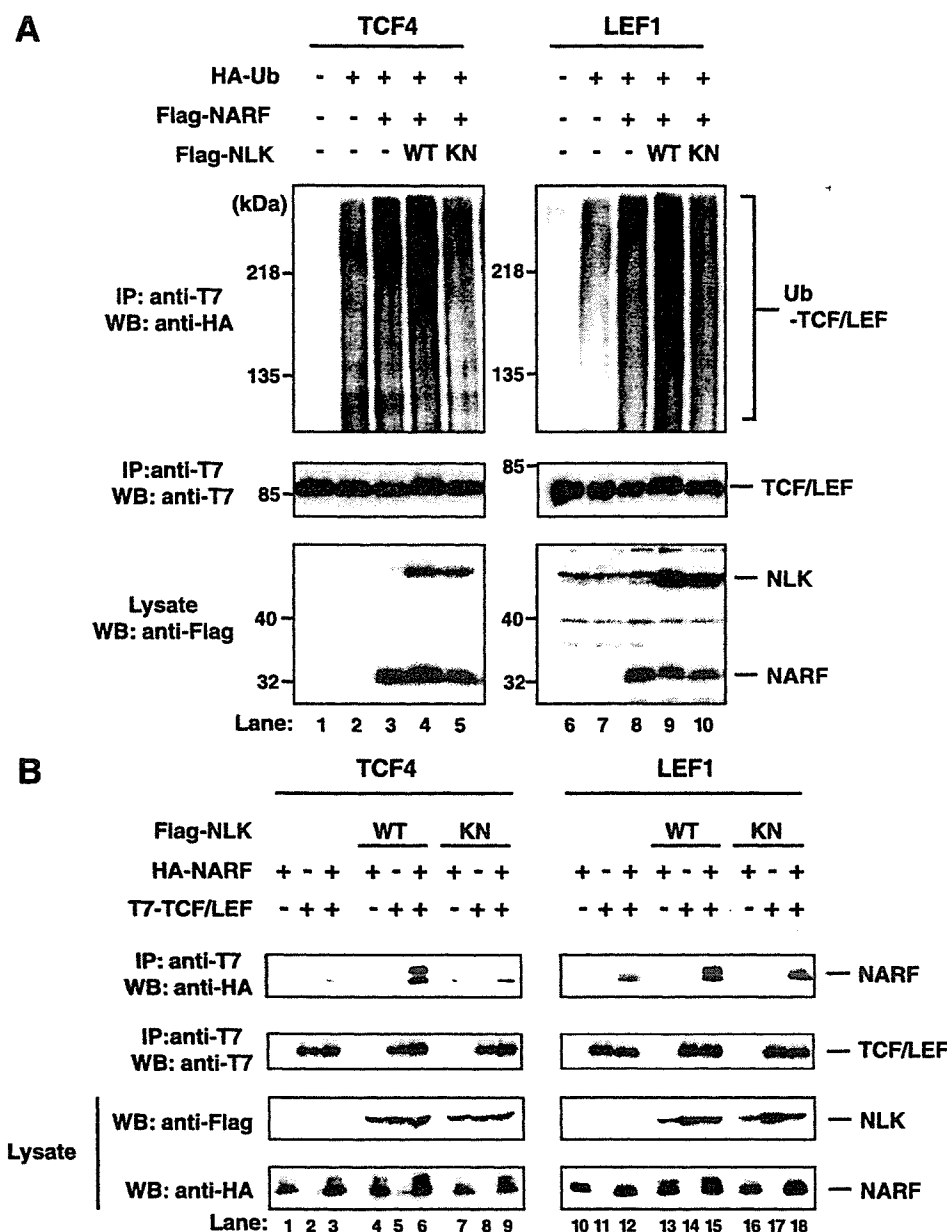 A
TCF4 LEF1
HA-Ub - + + + + - + + + +
Flag-NARF - - + + + - - + + +
Flag-NLK - - - WT KN - - - WT KN
(kDa)
218 218
IP: anti-T7
WB: anti-HA
Ub
-TCF/LEF
135 135
IP:anti-T7
WB: anti-T7
85 85
TCF/LEF
NLK
Lysate
WB: anti-Flag
40 40
32 32
NARF
Lane: 1 2 3 4 5 6 7 8 9 10
B
TCF4 LEF1
Flag-NLK WT KN WT KN
HA-NARF + - + + - + + - + + - + + - + + - +
T7-TCF/LEF - + + - + + - + + - + + - + + - + +
IP: anti-T7
WB: anti-HA
NARF
IP:anti-T7
WB: anti-T7
TCF/LEF
Lysate
WB: anti-Flag
NLK
WB: anti-HA
NARF
Lane: 1 2 3 4 5 6 7 8 9 10 11 12 13 14 15 16 17 18